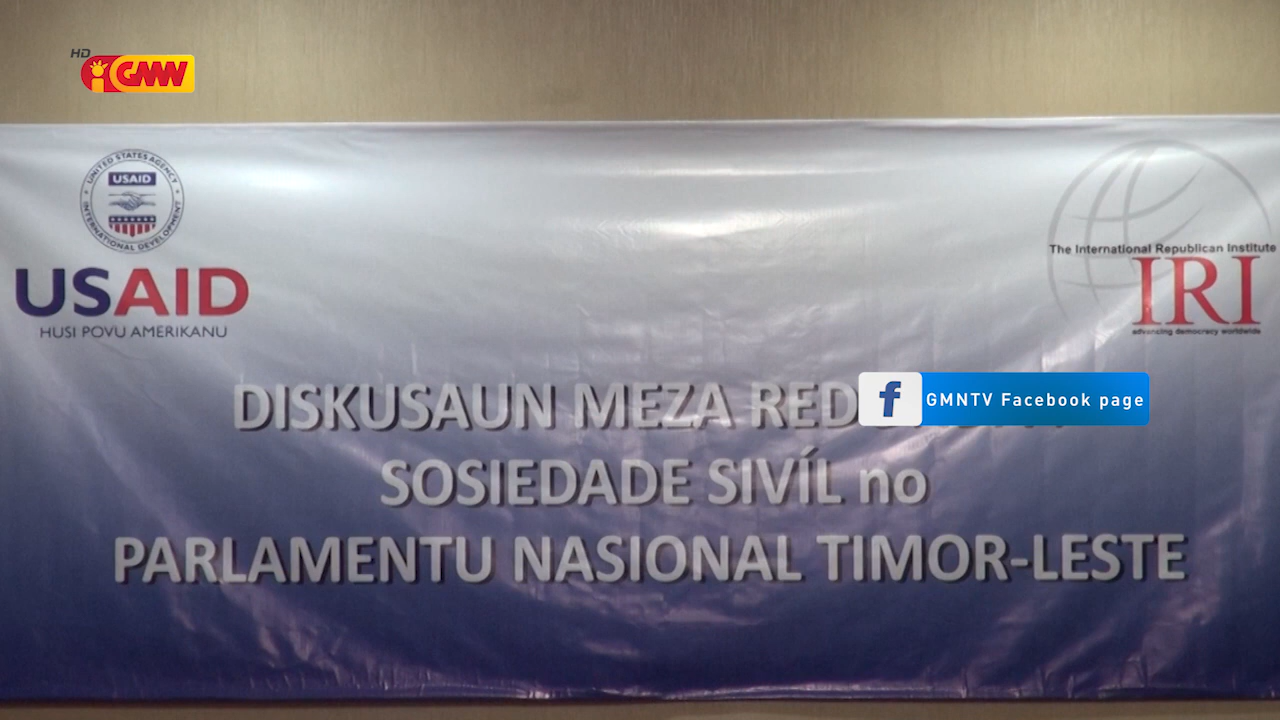 HD
GMN
UNITED STATES AGENCY
USAID
INTERNATIONAL DEVELOPMENT
USAID
HUSI POVU AMERIKANU
The International Republican Institute
IRI
advancing democracy worldwide
DISKUSAUN MEZA
GMNTV Facebook page
SOSIEDADE SIVÍL no
PARLAMENTU NASIONAL TIMOR-LESTE